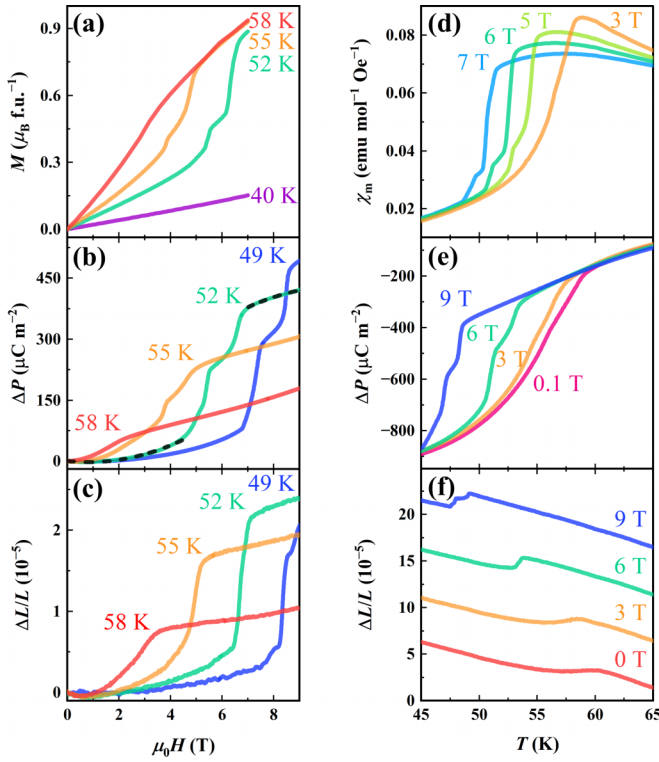 (a)
58 K
55 K
52 K
40 K
0.9
0.6
0.3
0.0
M (μB f.u.⁻¹)
(b)
49 K
52 K
55 K
58 K
450
300
150
0
ΔP (μC m⁻²)
(c)
49 K
52 K
55 K
58 K
2
1
0
ΔL/L (10⁻⁵)
0 2 4 6 8
μ₀H (T)
(d)
5 T
3 T
6 T
7 T
0.08
0.06
0.04
0.02
χm (emu mol⁻¹ Oe⁻¹)
(e)
9 T
6 T
3 T
0.1 T
−200
−400
−600
−800
ΔP (μC m⁻²)
(f)
9 T
6 T
3 T
0 T
20
15
10
5
0
ΔL/L (10⁻⁵)
45 50 55 60 65
T (K)